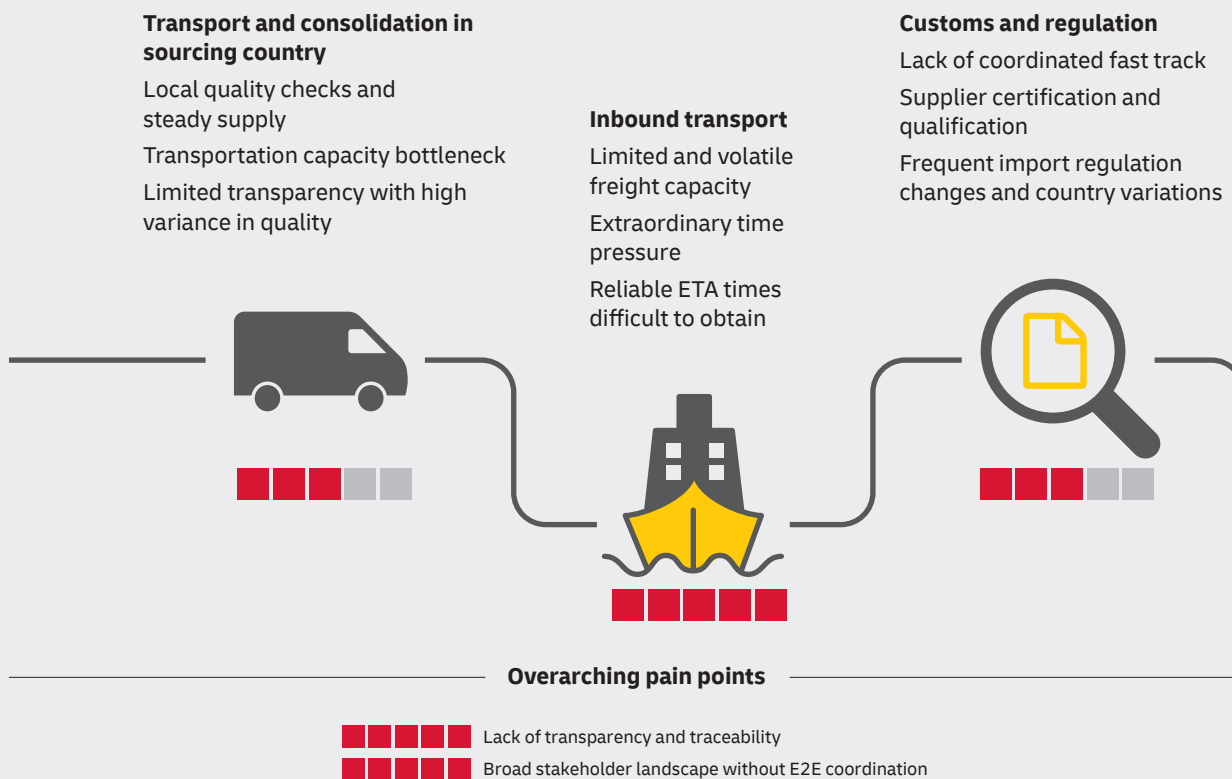 Transport and consolidation in
sourcing country
Local quality checks and
steady supply
Transportation capacity bottleneck
Limited transparency with high
variance in quality
Inbound transport
Limited and volatile
freight capacity
Extraordinary time
pressure
Reliable ETA times
difficult to obtain
Customs and regulation
Lack of coordinated fast track
Supplier certification and
qualification
Frequent import regulation
changes and country variations
Overarching pain points
Lack of transparency and traceability
Broad stakeholder landscape without E2E coordination